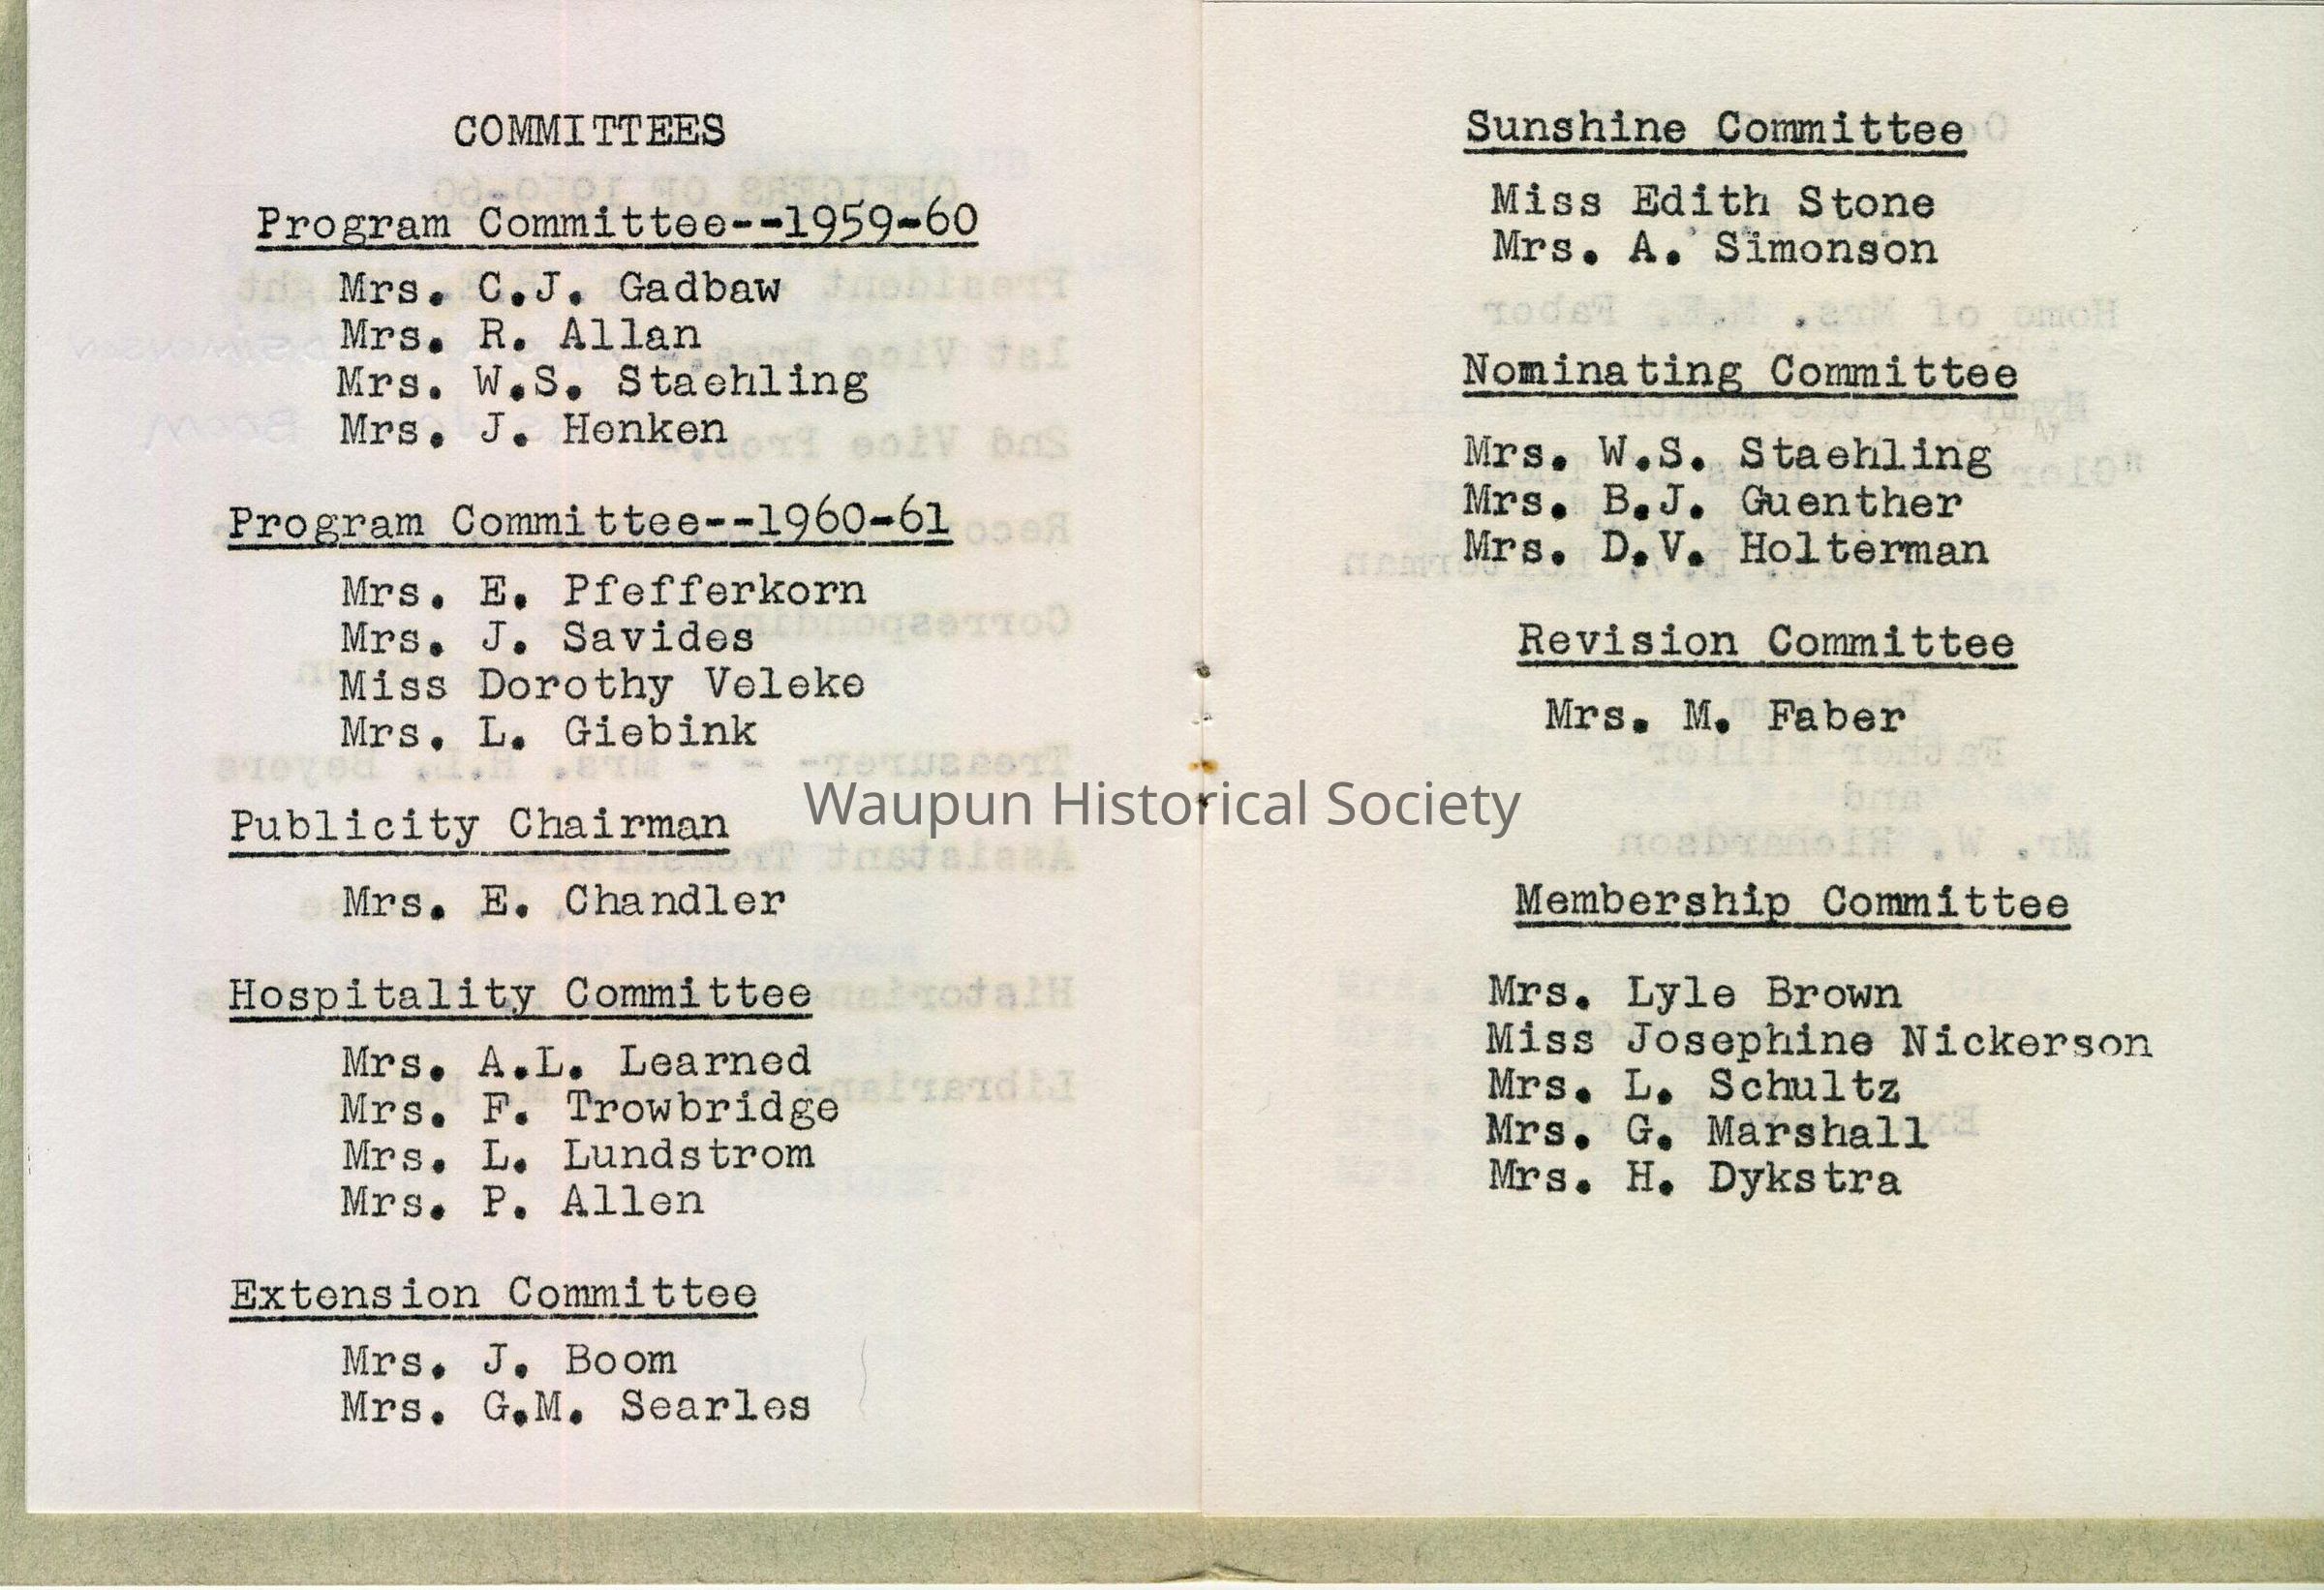 COMMITTEES
Program Committee--1959-60
Mrs. C.J. Gadbaw
Mrs. R. Allan
Mrs. W.S. Staehling
Mrs. J. Henken
Program Committee--1960-61
Mrs. E. Pfefferkorn
Mrs. J. Savides
Miss Dorothy Veleke
Mrs. L. Giebink
Publicity Chairman
Mrs. E. Chandler
Hospitality Committee
Mrs. A.L. Learned
Mrs. F. Trowbridge
Mrs. L. Lundstrom
Mrs. P. Allen
Extension Committee
Mrs. J. Boom
Mrs. G.M. Searles
Sunshine Committee
Miss Edith Stone
Mrs. A. Simonson
Nominating Committee
Mrs. W.S. Staehling
Mrs. B.J. Guenther
Mrs. D.V. Holterman
Revision Committee
Mrs. M. Faber
Membership Committee
Mrs. Lyle Brown
Miss Josephine Nickerson
Mrs. L. Schultz
Mrs. G. Marshall
Mrs. H. Dykstra
Waupun Historical Society